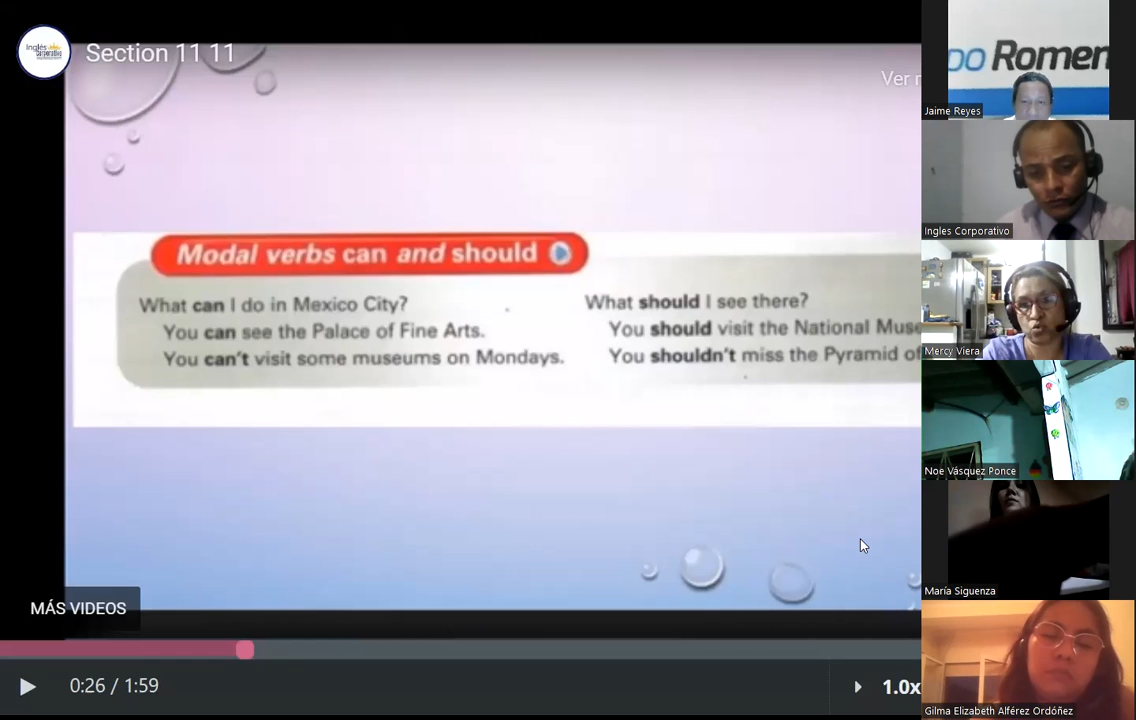 Inglés
Corporativo
Section 11 11
Ver
Modal verbs can and should
What can I do in Mexico City?
You can see the Palace of Fine Arts.
You can't visit some museums on Mondays.
What should I see there?
You should visit the National
You shouldn't miss the Pyramid of
MÁS VIDEOS
0:26 / 1:59
1.0x
Romen
Jaime Reyes
Ingles Corporativo
Mercy Viera
Noe Vásquez Ponce
María Siguenza
Gilma Elizabeth Alférez Ordóñez